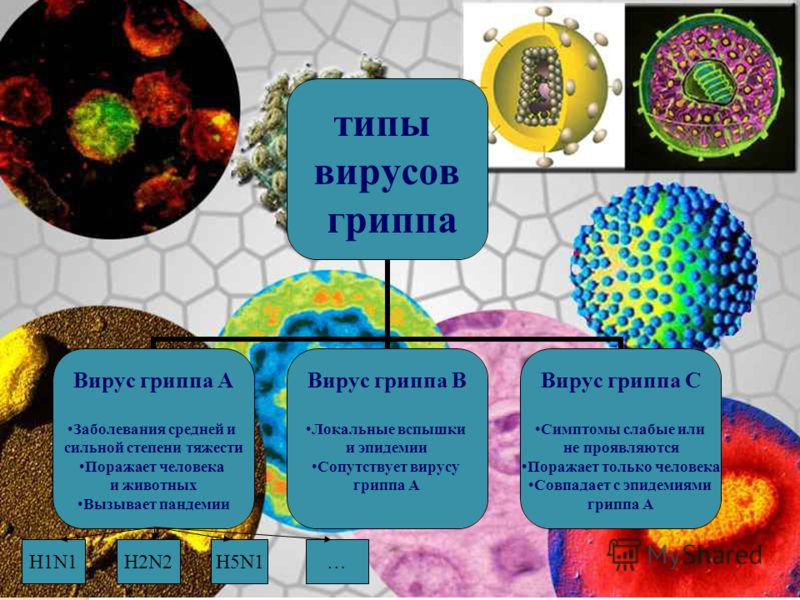 типы
вирусов
гриппа
Вирус гриппа А
•Заболевания средней и
сильной степени тяжести
•Поражает человека
и животных
•Вызывает пандемии
Вирус гриппа В
•Локальные вспышки
и эпидемии
•Сопутствует вирусу
гриппа А
Вирус гриппа С
•Симптомы слабые или
не проявляются
•Поражает только человека
•Совпадает с эпидемиями
гриппа А
H1N1
H2N2
H5N1
…
MyShared